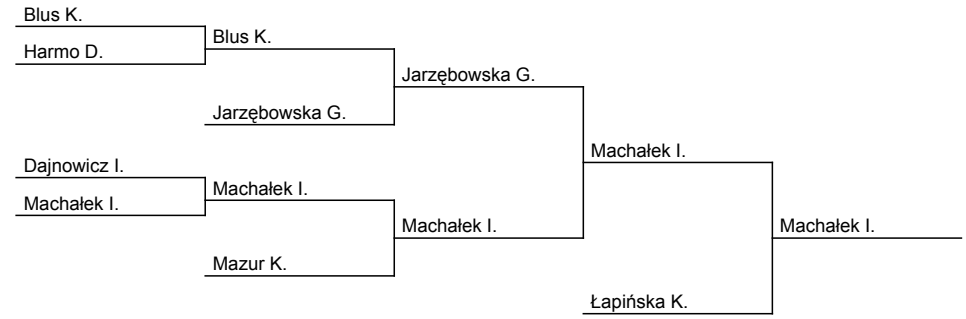 Blus K.
Harmo D.
Blus K.
Jarzębowska G.
Jarzębowska G.
Dajnowicz I.
Machałek I.
Machałek I.
Mazur K.
Machałek I.
Machałek I.
Łapińska K.
Machałek I.